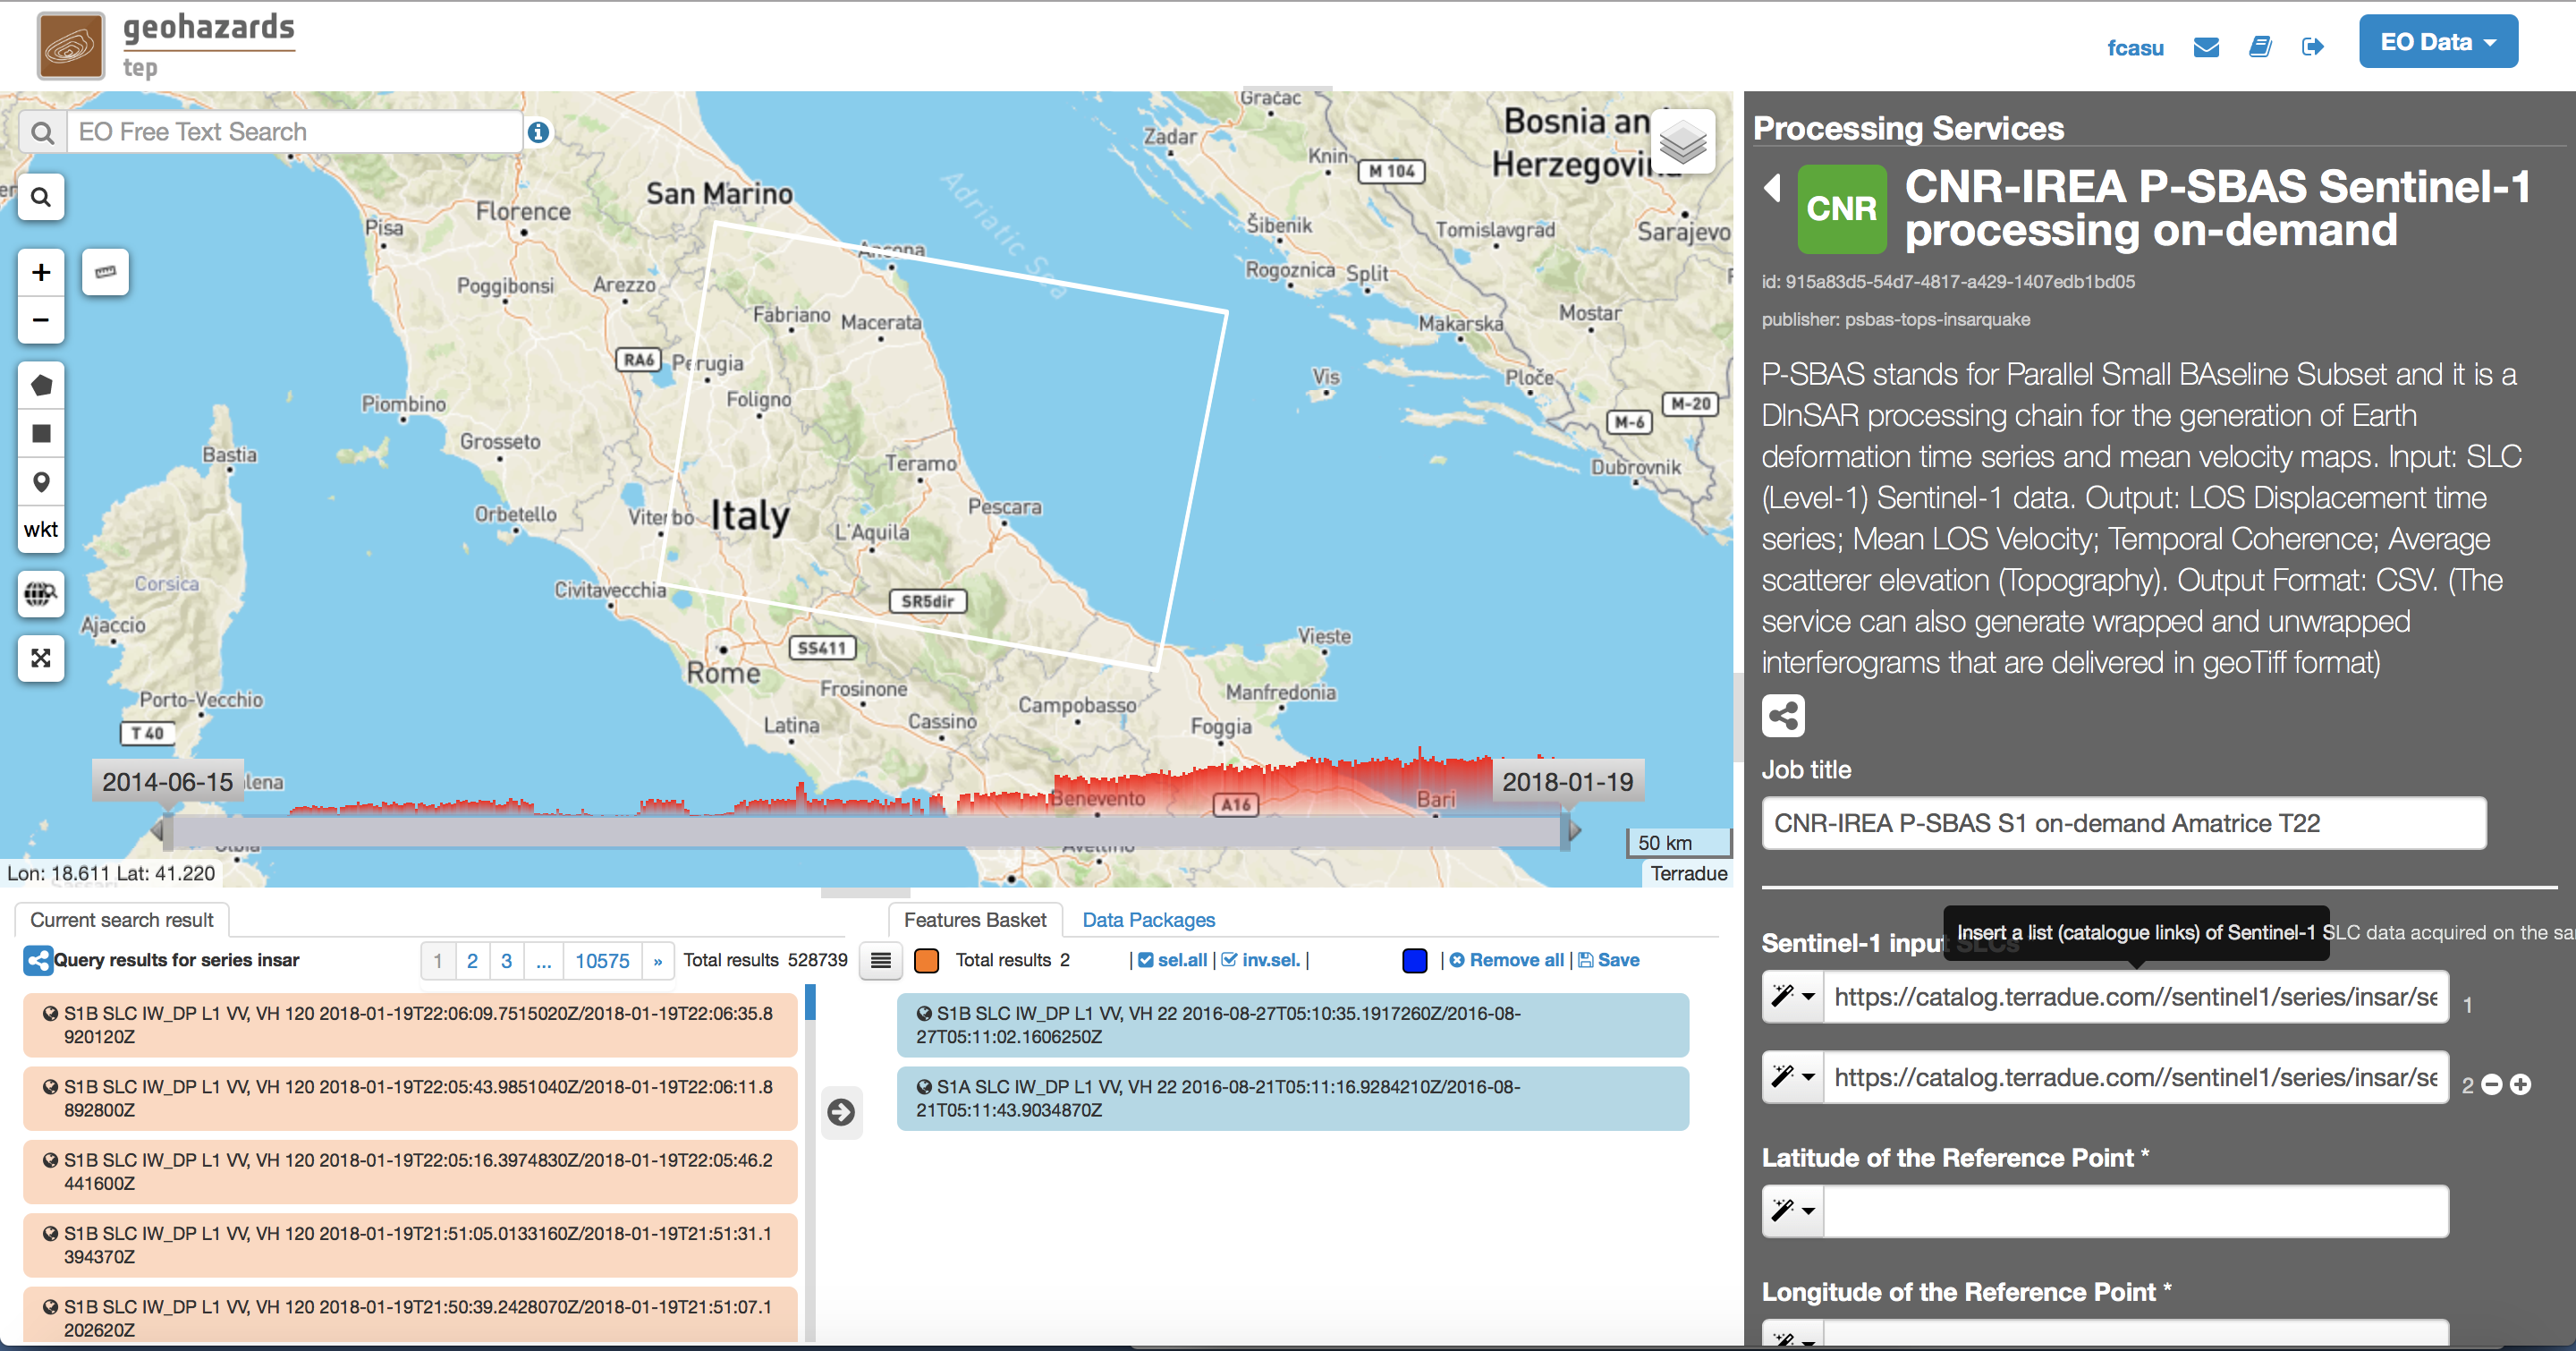 geohazards
tep
fcasu
EO Data
EO Free Text Search
San Marino
Florence
Pisa
Poggibonsi
Arezzo
Ancona
Fabriano
Macerata
RA6
Perugia
Foligno
Piombino
Grosseto
Bastia
Teramo
Orbetello
Viterbo
Italy
Pescara
L'Aquila
Corsica
Civitavecchia
SR5dir
Ajaccio
SS411
Rome
Frosinone
Latina
Cassino
Campobasso
Vieste
Manfredonia
Foggia
Porto-Vecchio
T 40
Adriatic Sea
Gračac
Zadar
Knin
M 104
Bosnia an
Herzegovin
Šibenik
Tomislavgrad
Sarajevo
Rogoznica
Split
Makarska
Mostar
Vis
Ploče
M-20
M-6
Dubrovnik
wkt
2014-06-15
lena
2018-01-19
Benevento
A16
Bari
Olbia
Avellino
50 km
Terradue
Lon: 18.611 Lat: 41.220
Sassari
Current search result
Query results for series insar
1 2 3 ... 10575 » Total results 528739
S1B SLC IW_DP L1 VV, VH 120 2018-01-19T22:06:09.7515020Z/2018-01-19T22:06:35.8
920120Z
S1B SLC IW_DP L1 VV, VH 120 2018-01-19T22:05:43.9851040Z/2018-01-19T22:06:11.8
892800Z
S1B SLC IW_DP L1 VV, VH 120 2018-01-19T22:05:16.3974830Z/2018-01-19T22:05:46.2
441600Z
S1B SLC IW_DP L1 VV, VH 120 2018-01-19T21:51:05.0133160Z/2018-01-19T21:51:31.1
394370Z
S1B SLC IW_DP L1 VV, VH 120 2018-01-19T21:50:39.2428070Z/2018-01-19T21:51:07.1
202620Z
Features Basket Data Packages
Total results 2 | sel.all | inv.sel. | | Remove all | Save
S1B SLC IW_DP L1 VV, VH 22 2016-08-27T05:10:35.1917260Z/2016-08-
27T05:11:02.1606250Z
S1A SLC IW_DP L1 VV, VH 22 2016-08-21T05:11:16.9284210Z/2016-08-
21T05:11:43.9034870Z
Processing Services
CNR
CNR-IREA P-SBAS Sentinel-1
processing on-demand
id: 915a83d5-54d7-4817-a429-1407edb1bd05
publisher: psbas-tops-insarquake
P-SBAS stands for Parallel Small BAseline Subset and it is a
DInSAR processing chain for the generation of Earth
deformation time series and mean velocity maps. Input: SLC
(Level-1) Sentinel-1 data. Output: LOS Displacement time
series; Mean LOS Velocity; Temporal Coherence; Average
scatterer elevation (Topography). Output Format: CSV. (The
service can also generate wrapped and unwrapped
interferograms that are delivered in geoTiff format)
Job title
CNR-IREA P-SBAS S1 on-demand Amatrice T22
Sentinel-1 input SLCs
Insert a list (catalogue links) of Sentinel-1 SLC data acquired on the sa
https://catalog.terradue.com//sentinel1/series/insar/se 1
https://catalog.terradue.com//sentinel1/series/insar/se 2
Latitude of the Reference Point *
Longitude of the Reference Point *